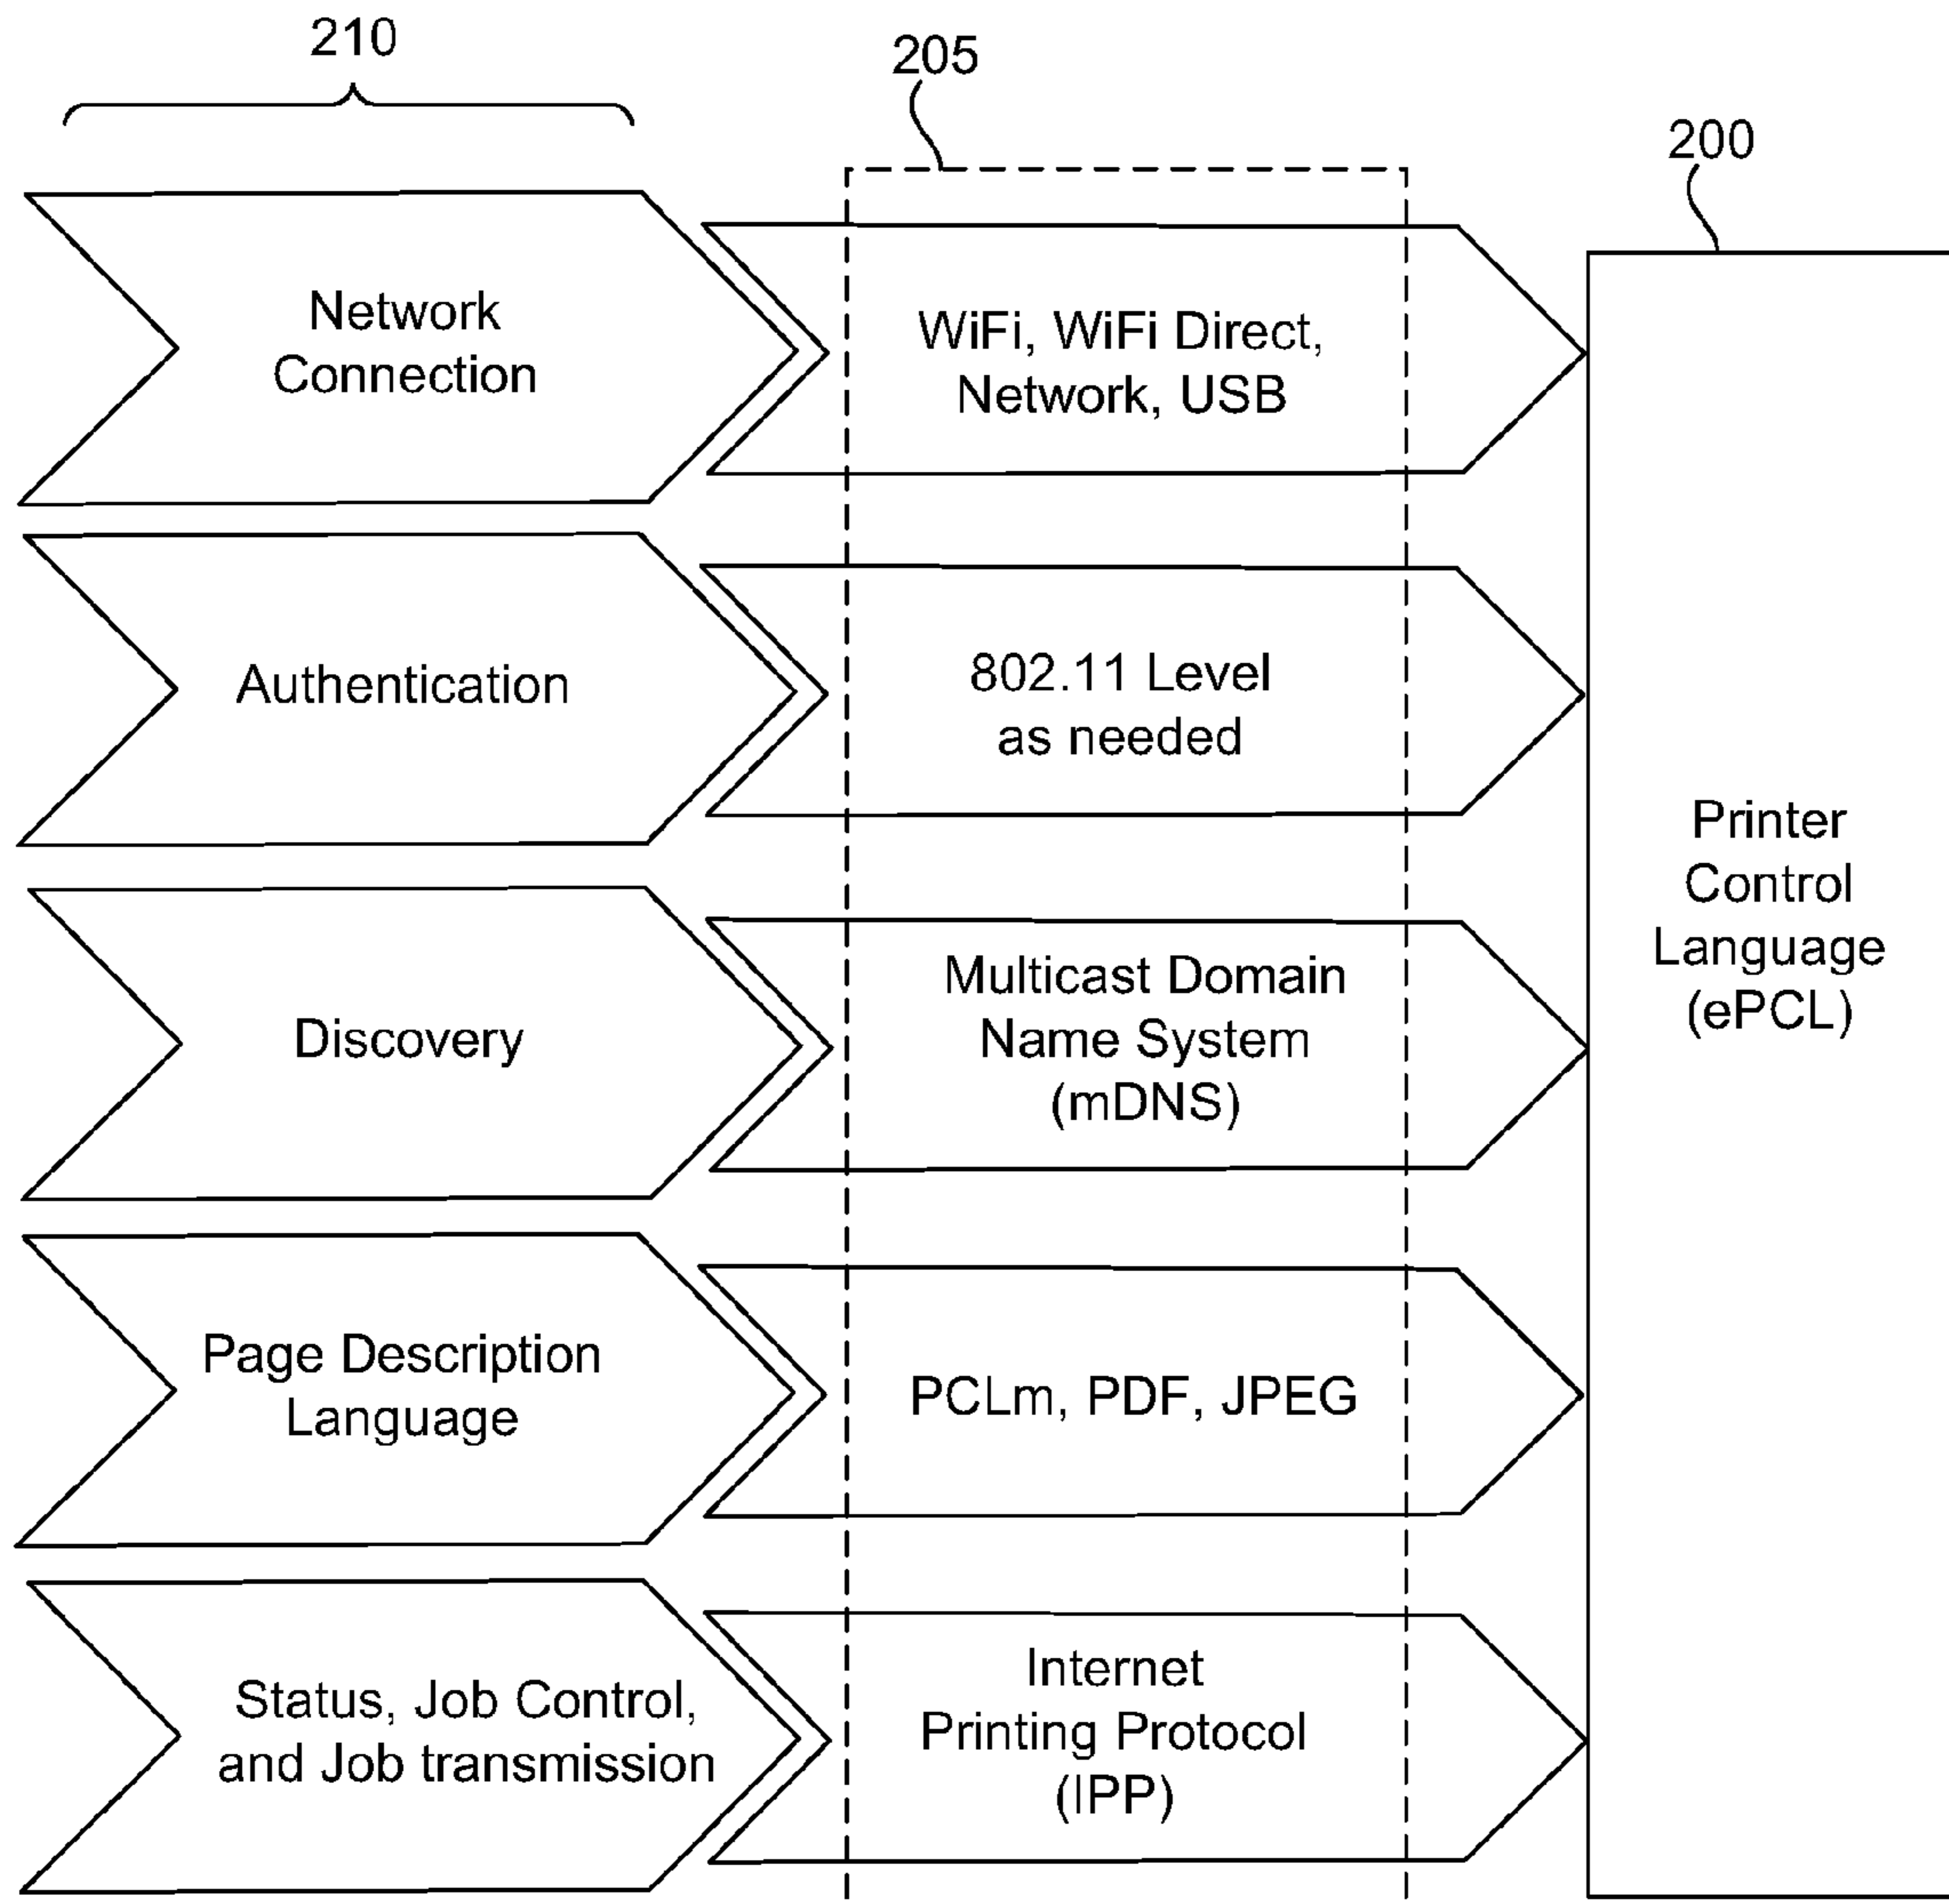 210
205
200
Network
Connection
WiFi, WiFi Direct,
Network, USB
Authentication
802.11 Level
as needed
Discovery
Multicast Domain
Name System
(mDNS)
Page Description
Language
PCLm, PDF, JPEG
Status, Job Control,
and Job transmission
Internet
Printing Protocol
(IPP)
Printer
Control
Language
(ePCL)